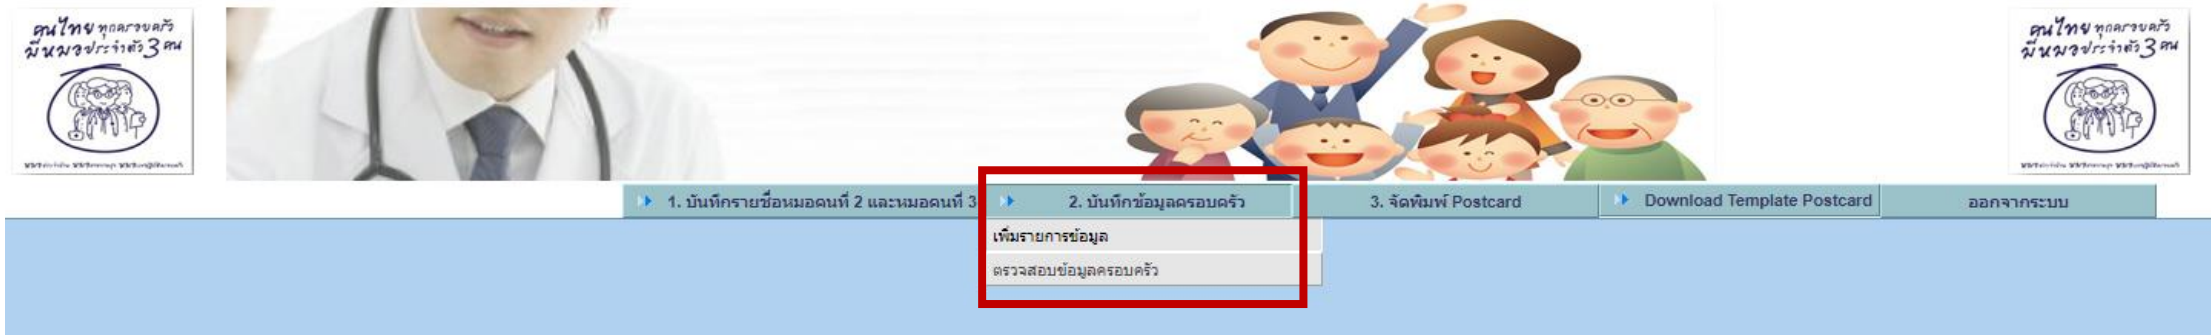 คนไทยทุกครอบครัว
มีหมอประจำตัว 3 คน
คนไทยทุกครอบครัว
มีหมอประจำตัว 3 คน
1. บันทึกรายชื่อหมอคนที่ 2 และหมอคนที่ 3
2. บันทึกข้อมูลครอบครัว
3. จัดพิมพ์ Postcard
Download Template Postcard
ออกจากระบบ
เพิ่มรายการข้อมูล
ตรวจสอบข้อมูลครอบครัว